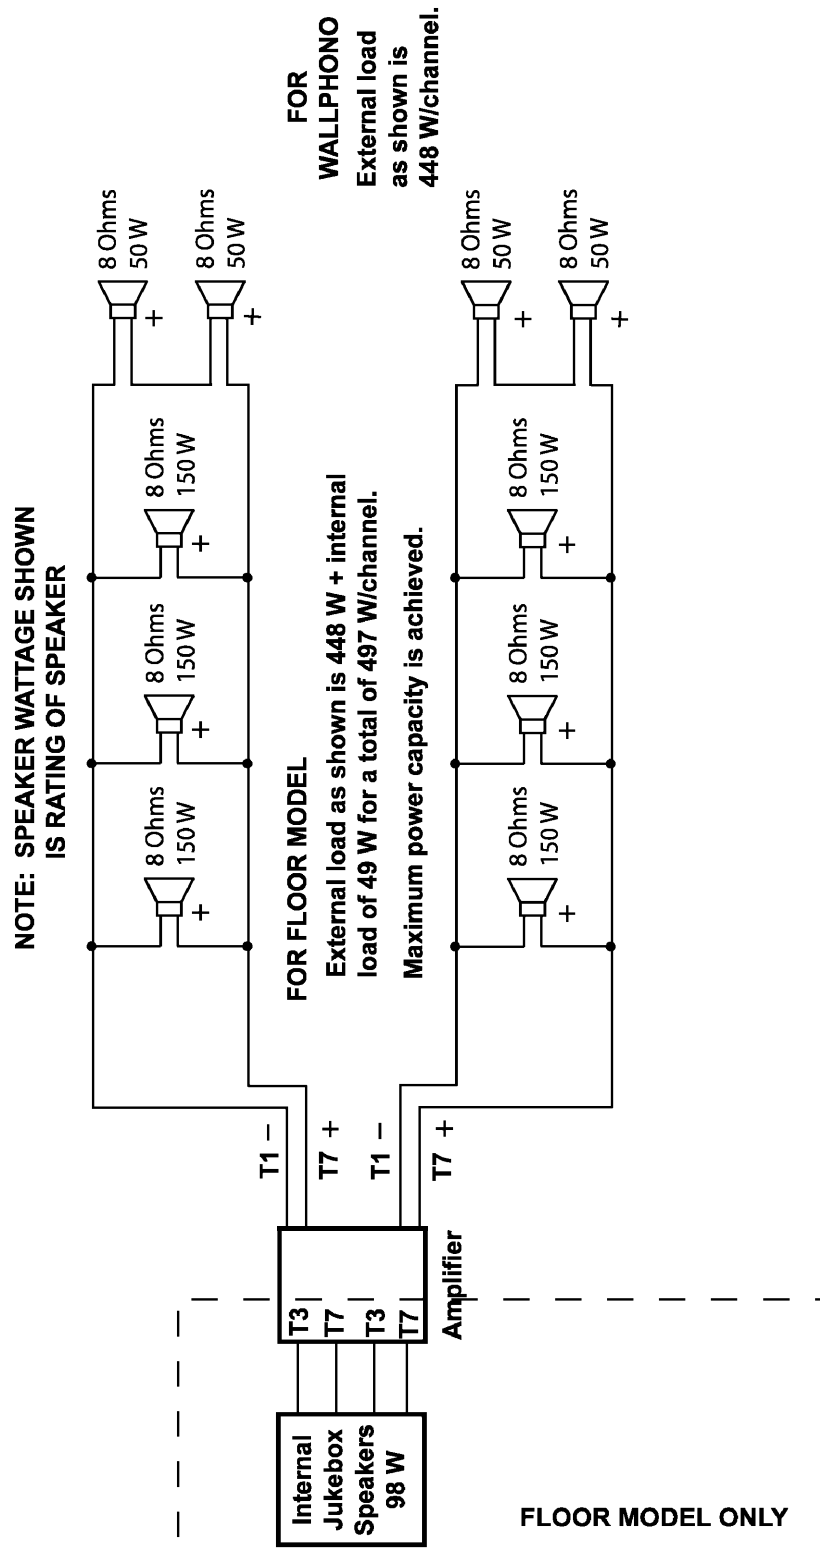 NOTE: SPEAKER WATTAGE SHOWN
IS RATING OF SPEAKER
8 Ohms
150 W
+
8 Ohms
150 W
+
8 Ohms
150 W
+
8 Ohms
50 W
+
8 Ohms
50 W
+
FOR FLOOR MODEL
External load as shown is 448 W + internal
load of 49 W for a total of 497 W/channel.
Maximum power capacity is achieved.
FOR
WALLPHONO
External load
as shown is
448 W/channel.
T1 –
T7 +
T1 –
T7 +
8 Ohms
150 W
+
8 Ohms
150 W
+
8 Ohms
150 W
+
8 Ohms
50 W
+
8 Ohms
50 W
+
Internal
Jukebox
Speakers
98 W
T3
T7
T3
T7
Amplifier
FLOOR MODEL ONLY